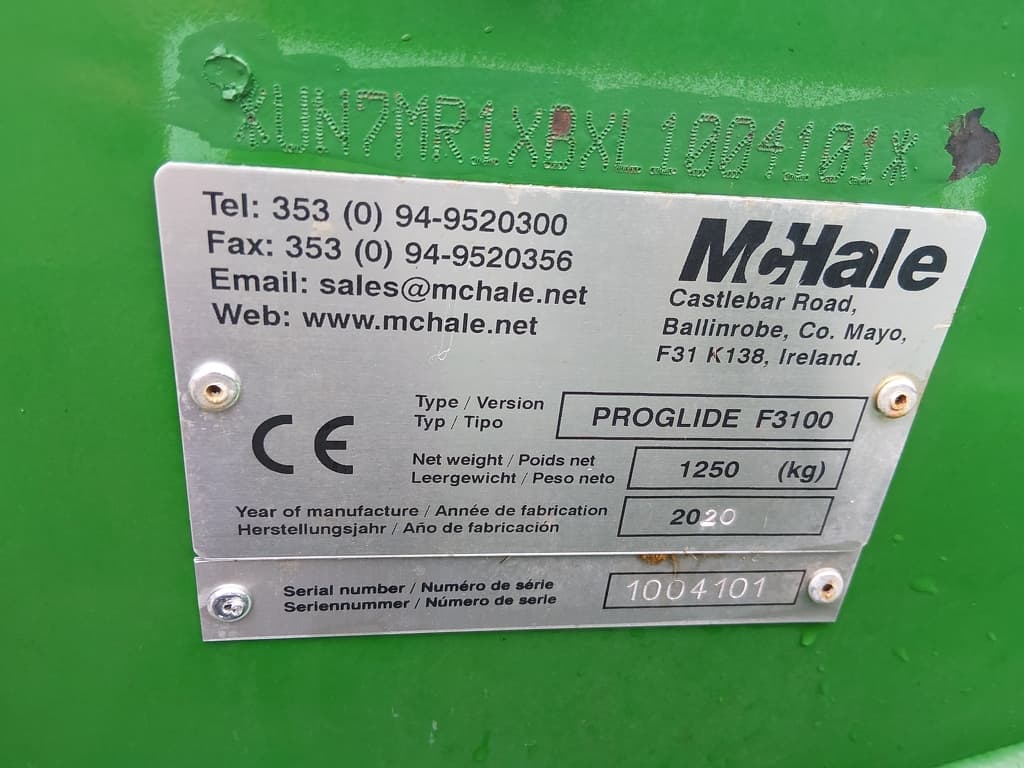 *UN7MR1XBXL1004101*
Tel: 353 (0) 94-9520300
Fax: 353 (0) 94-9520356
Email: sales@mchale.net
Web: www.mchale.net
McHale
Castlebar Road,
Ballinrobe, Co. Mayo,
F31 K138, Ireland.
CE
Type / Version
Typ / Tipo
PROGLIDE F3100
Net weight / Poids net
Leergewicht / Peso neto
1250 (kg)
Year of manufacture / Année de fabrication
Herstellungsjahr / Año de fabricación
2020
Serial number / Numéro de série
Seriennummer / Número de serie
1004101